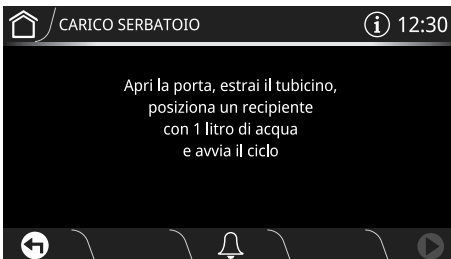 CARICO SERBATOIO
i 12:30
Apri la porta, estrai il tubicino,
posiziona un recipiente
con 1 litro di acqua
e avvia il ciclo